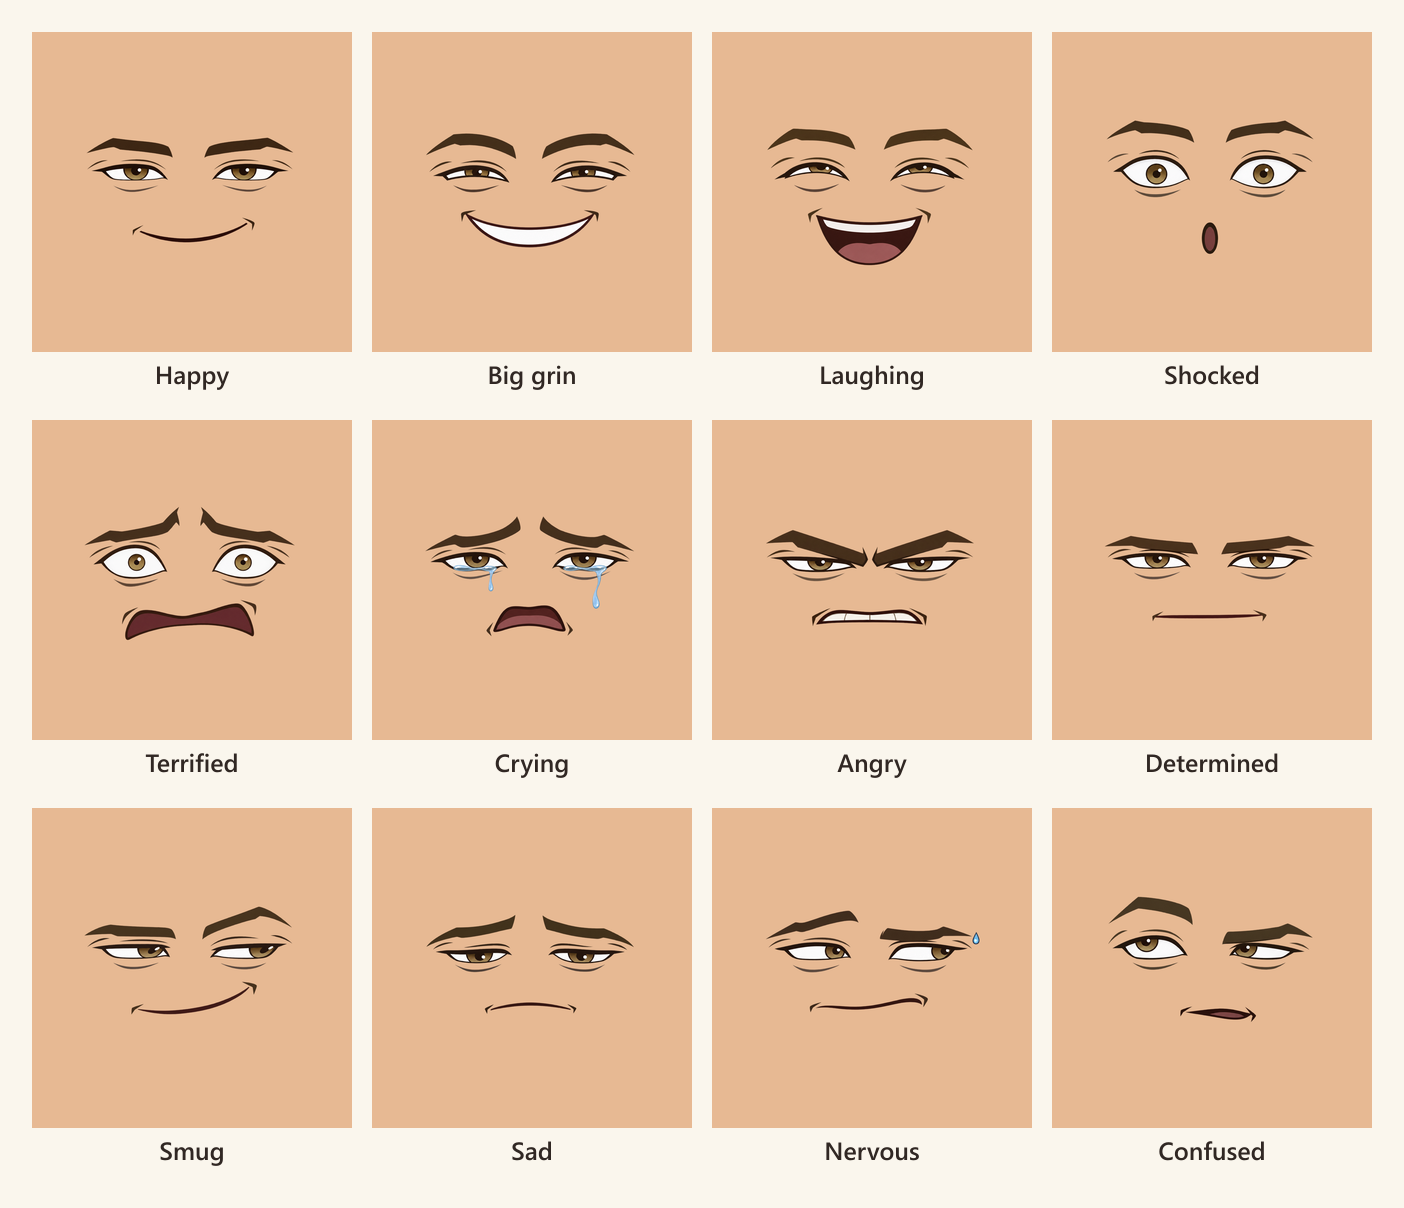 Happy
Big grin
Laughing
Shocked
Terrified
Crying
Angry
Determined
Smug
Sad
Nervous
Confused